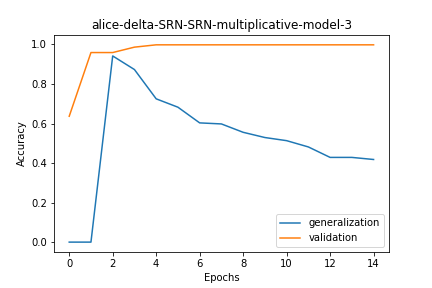 alice-delta-SRN-SRN-multiplicative-model-3
1.0
0.8
0.6
0.4
0.2
0.0
Accuracy
0 2 4 6 8 10 12 14
Epochs
generalization
validation